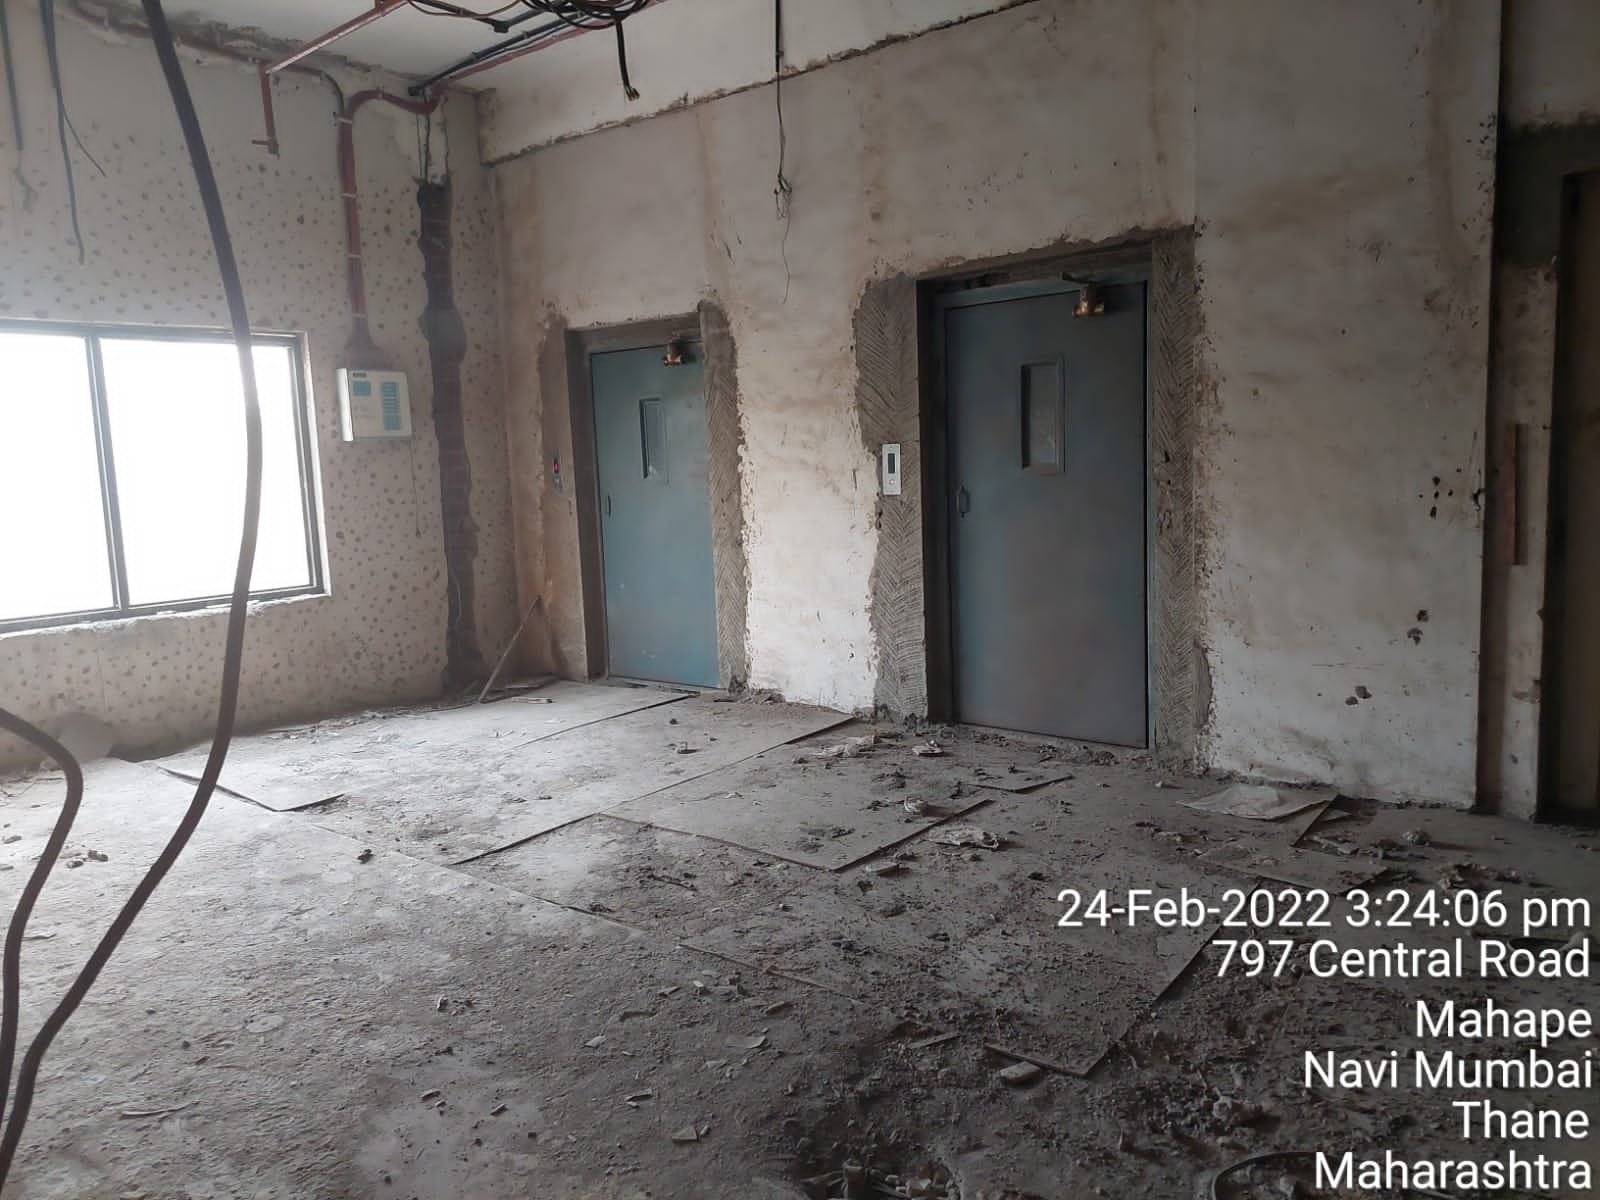 24-Feb-2022 3:24:06 pm
797 Central Road
Mahape
Navi Mumbai
Thane
Maharashtra